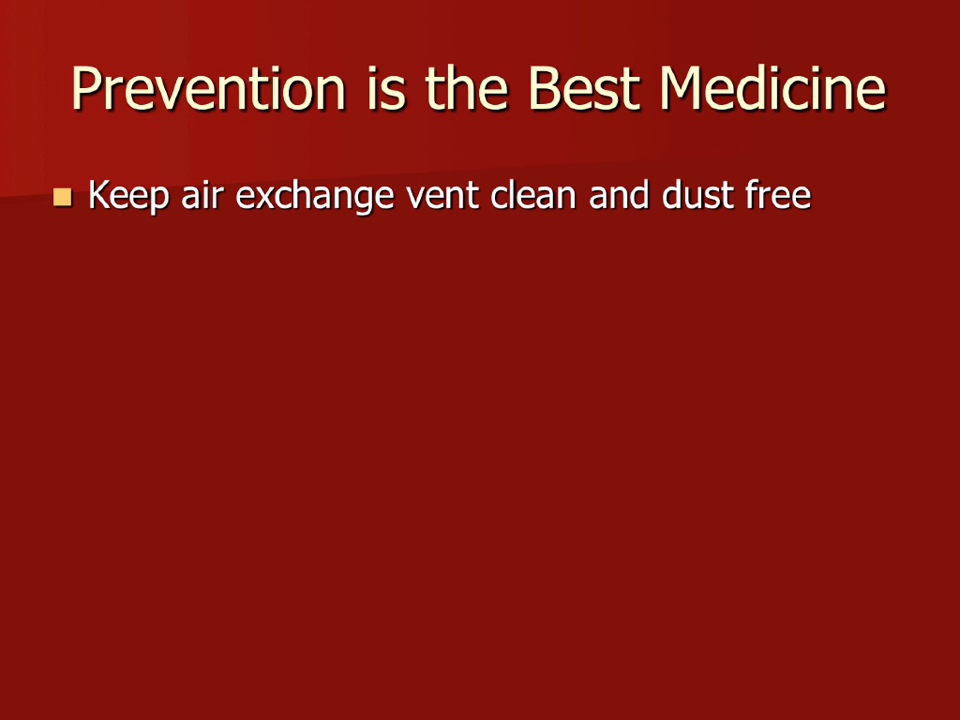 Prevention is the Best Medicine
Keep air exchange vent clean and dust free